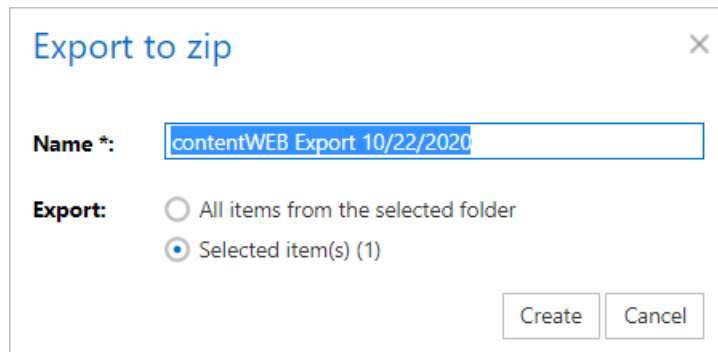 Export to zip
Name *: contentWEB Export 10/22/2020
Export: All items from the selected folder
Selected item(s) (1)
Create Cancel